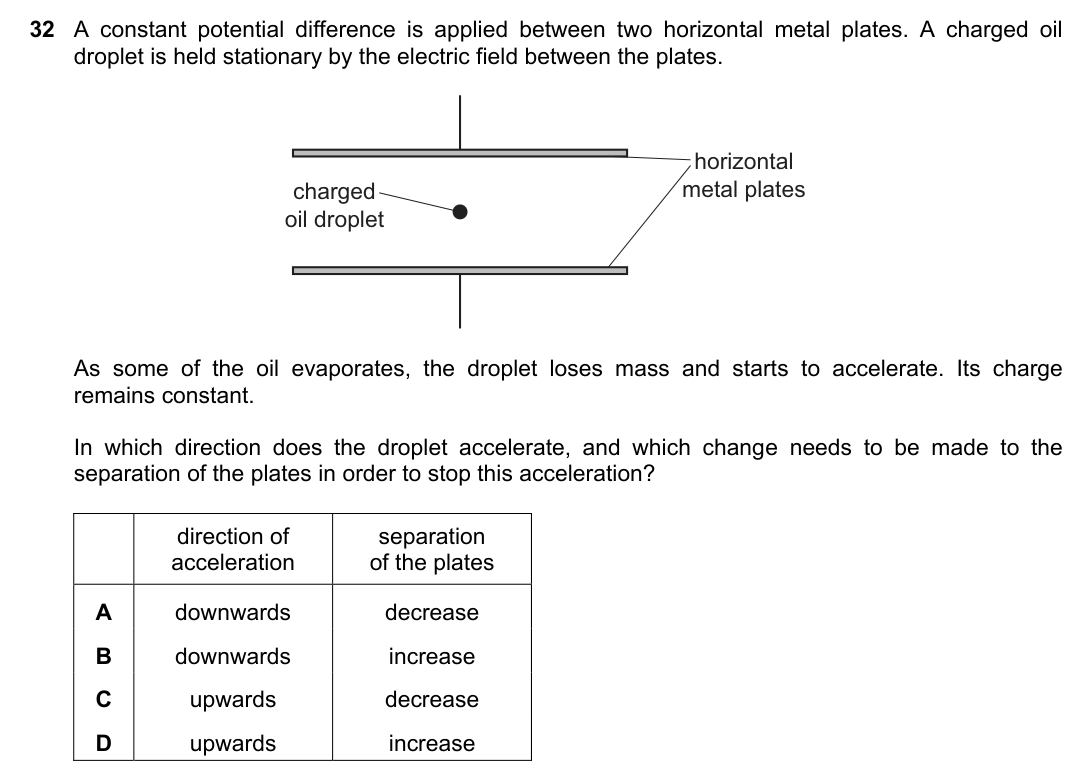 32 A constant potential difference is applied between two horizontal metal plates. A charged oil
droplet is held stationary by the electric field between the plates.
horizontal
metal plates
charged
oil droplet
As some of the oil evaporates, the droplet loses mass and starts to accelerate. Its charge
remains constant.
In which direction does the droplet accelerate, and which change needs to be made to the
separation of the plates in order to stop this acceleration?
direction of separation
acceleration of the plates
A downwards decrease
B downwards increase
C upwards decrease
D upwards increase